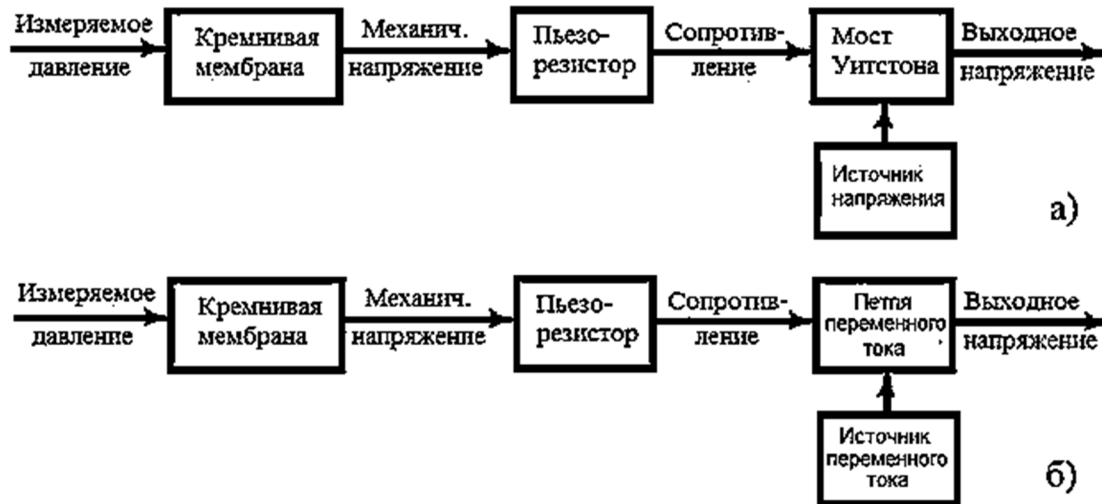 Измеряемое
давление
Кремнивая
мембрана
Механич.
напряжение
Пьезо-
резистор
Сопротив-
ление
Мост
Уитстона
Выходное
напряжение
Источник
напряжения
а)
Измеряемое
давление
Кремнивая
мембрана
Механич.
напряжение
Пьезо-
резистор
Сопротив-
ление
Петля
переменного
тока
Выходное
напряжение
Источник
переменного
тока
б)